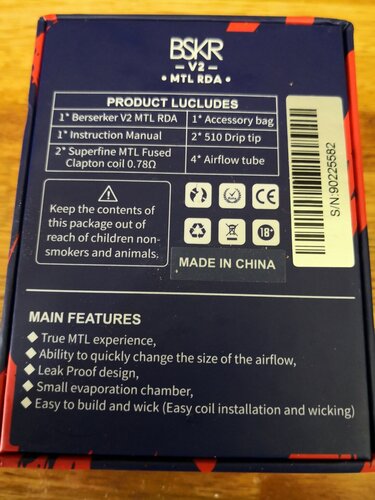 BSKR
– V2 –
• MTL RDA •
PRODUCT LUCLUDES
1* Berserker V2 MTL RDA
1* Accessory bag
1* Instruction Manual
2* 510 Drip tip
2* Superfine MTL Fused
Clapton coil 0.78Ω
4* Airflow tube
Keep the contents of
this package out of
reach of children non-
smokers and animals.
CE
18+
MADE IN CHINA
S/N:90225582
MAIN FEATURES
◆ True MTL experience,
◆ Ability to quickly change the size of the airflow,
◆ Leak Proof design,
◆ Small evaporation chamber,
◆ Easy to build and wick (Easy coil installation and wicking)